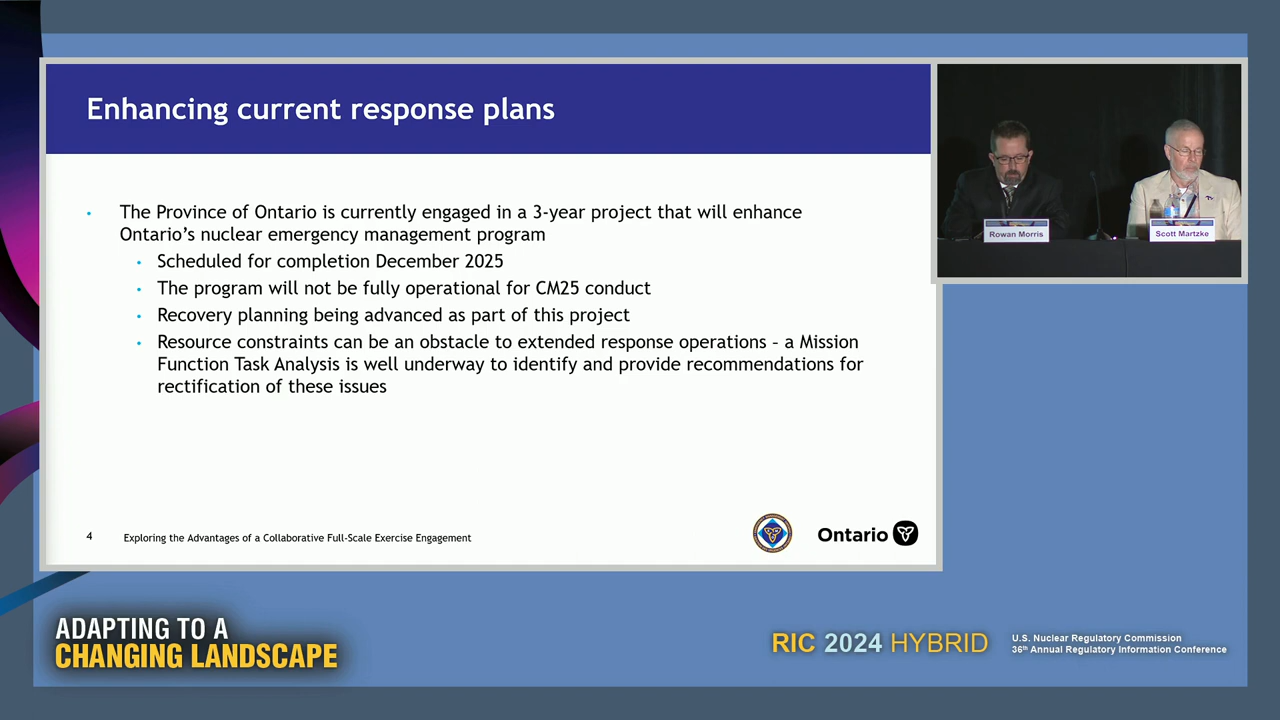 Enhancing current response plans
• The Province of Ontario is currently engaged in a 3-year project that will enhance
Ontario’s nuclear emergency management program
• Scheduled for completion December 2025
• The program will not be fully operational for CM25 conduct
• Recovery planning being advanced as part of this project
• Resource constraints can be an obstacle to extended response operations – a Mission
Function Task Analysis is well underway to identify and provide recommendations for
rectification of these issues
4 Exploring the Advantages of a Collaborative Full-Scale Exercise Engagement
Ontario
Rowan Morris
Scott Martzke
ADAPTING TO A
CHANGING LANDSCAPE
RIC 2024 HYBRID
U.S. Nuclear Regulatory Commission
36th Annual Regulatory Information Conference